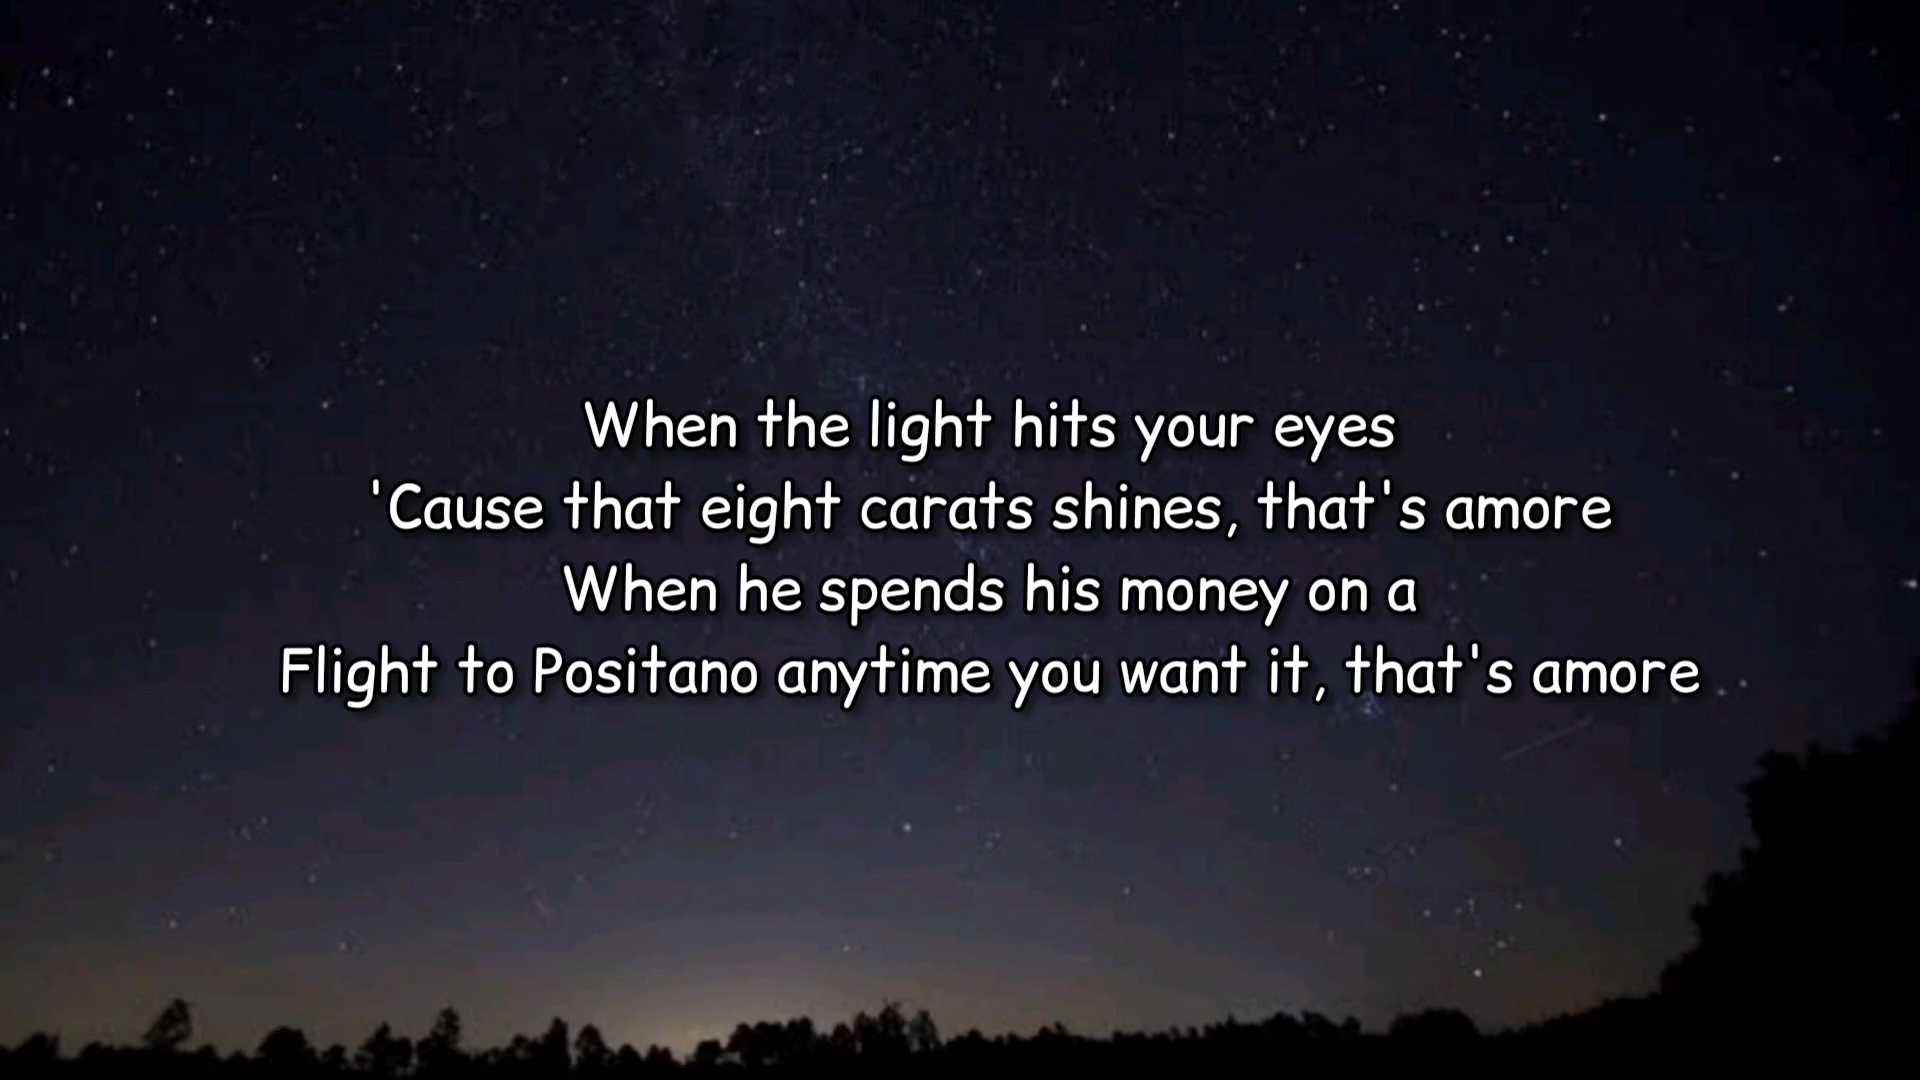 When the light hits your eyes
'Cause that eight carats shines, that's amore
When he spends his money on a
Flight to Positano anytime you want it, that's amore